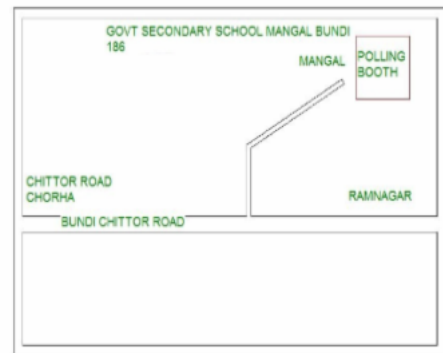 GOVT SECONDARY SCHOOL MANGAL BUNDI
186
MANGAL
POLLING
BOOTH
CHITTOR ROAD
CHORHA
RAMNAGAR
BUNDI CHITTOR ROAD